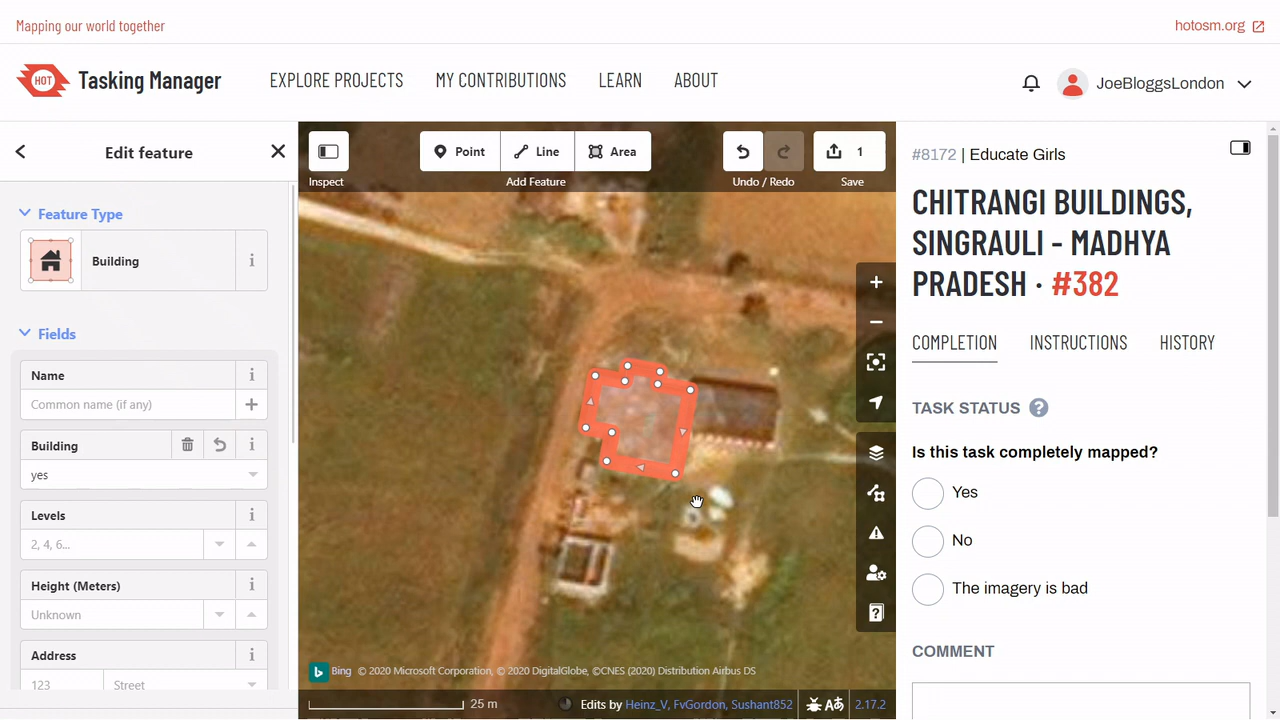 Mapping our world together
hotosm.org
HOT
Tasking Manager
EXPLORE PROJECTS
MY CONTRIBUTIONS
LEARN
ABOUT
JoeBloggsLondon
Edit feature
Feature Type
Building
i
Fields
Name
i
Common name (if any)
Building
i
yes
Levels
i
2, 4, 6...
Height (Meters)
i
Unknown
Address
i
123
Street
Inspect
Point
Line
Area
Add Feature
Undo / Redo
1
Save
Bing © 2020 Microsoft Corporation, © 2020 DigitalGlobe, ©CNES (2020) Distribution Airbus DS
25 m
Edits by Heinz_V, FvGordon, Sushant852
2.17.2
#8172 | Educate Girls
CHITRANGI BUILDINGS,
SINGRAULI - MADHYA
PRADESH · #382
COMPLETION
INSTRUCTIONS
HISTORY
TASK STATUS ?
Is this task completely mapped?
Yes
No
The imagery is bad
COMMENT